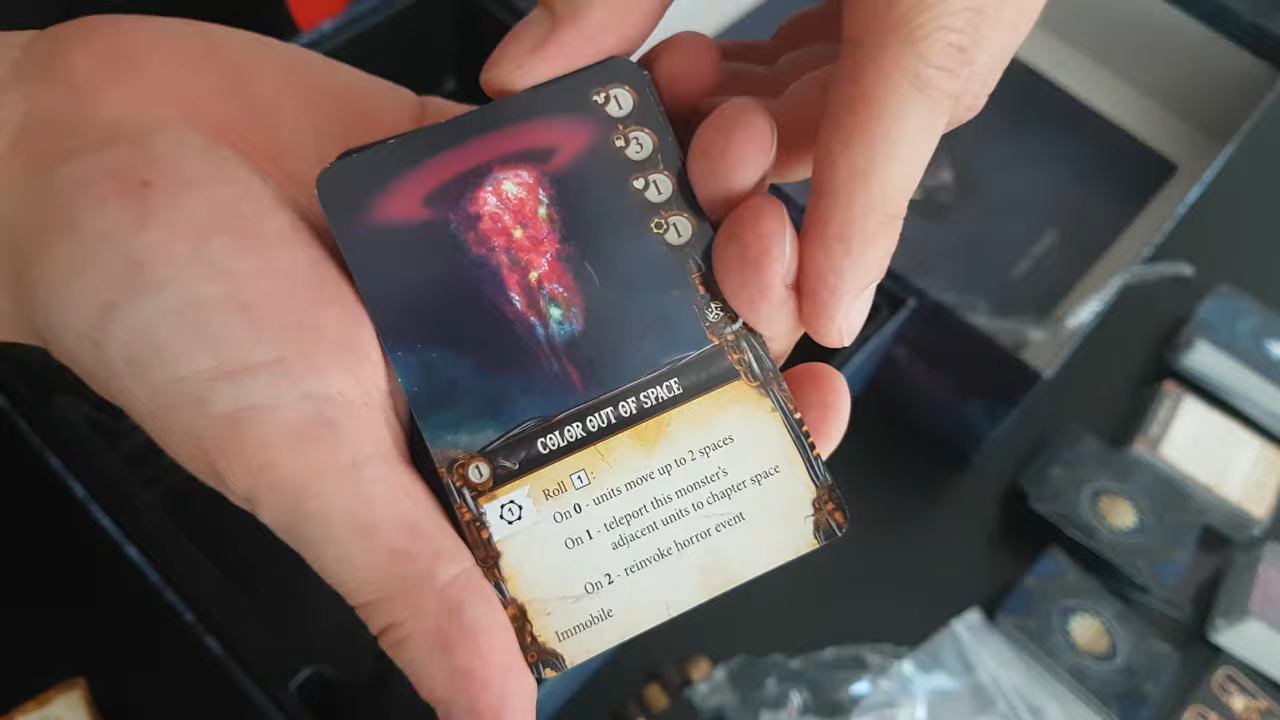 1
3
1
1
COLOR OUT OF SPACE
1
1
Roll 1:
On 0 - units move up to 2 spaces
On 1 - teleport this monster's
adjacent units to chapter space
On 2 - reinvoke horror event
Immobile